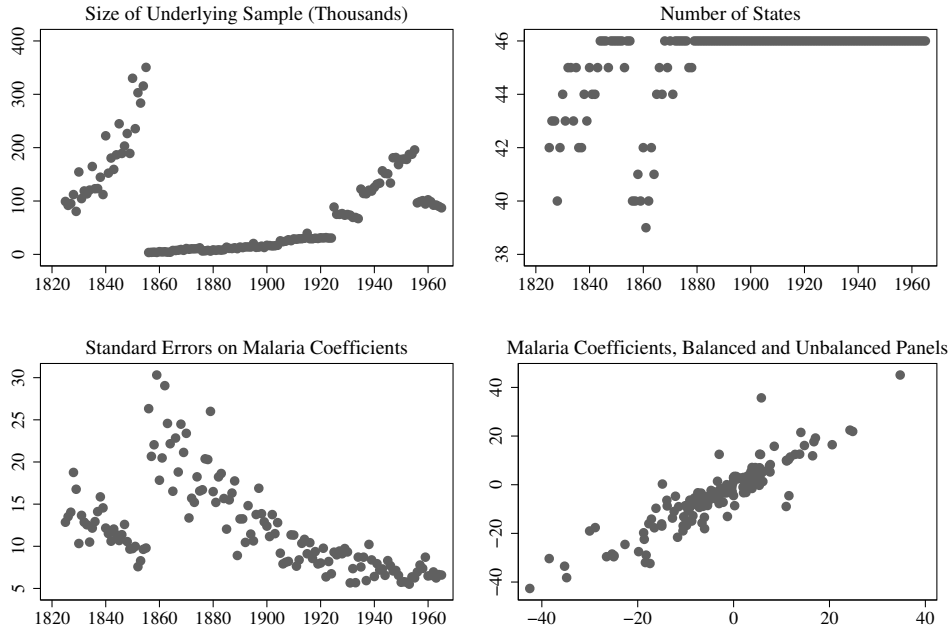 Size of Underlying Sample (Thousands)
400
300
200
100
0
1820 1840 1860 1880 1900 1920 1940 1960
Number of States
46
44
42
40
38
1820 1840 1860 1880 1900 1920 1940 1960
Standard Errors on Malaria Coefficients
30
25
20
15
10
5
1820 1840 1860 1880 1900 1920 1940 1960
Malaria Coefficients, Balanced and Unbalanced Panels
40
20
0
−20
−40
−40 −20 0 20 40